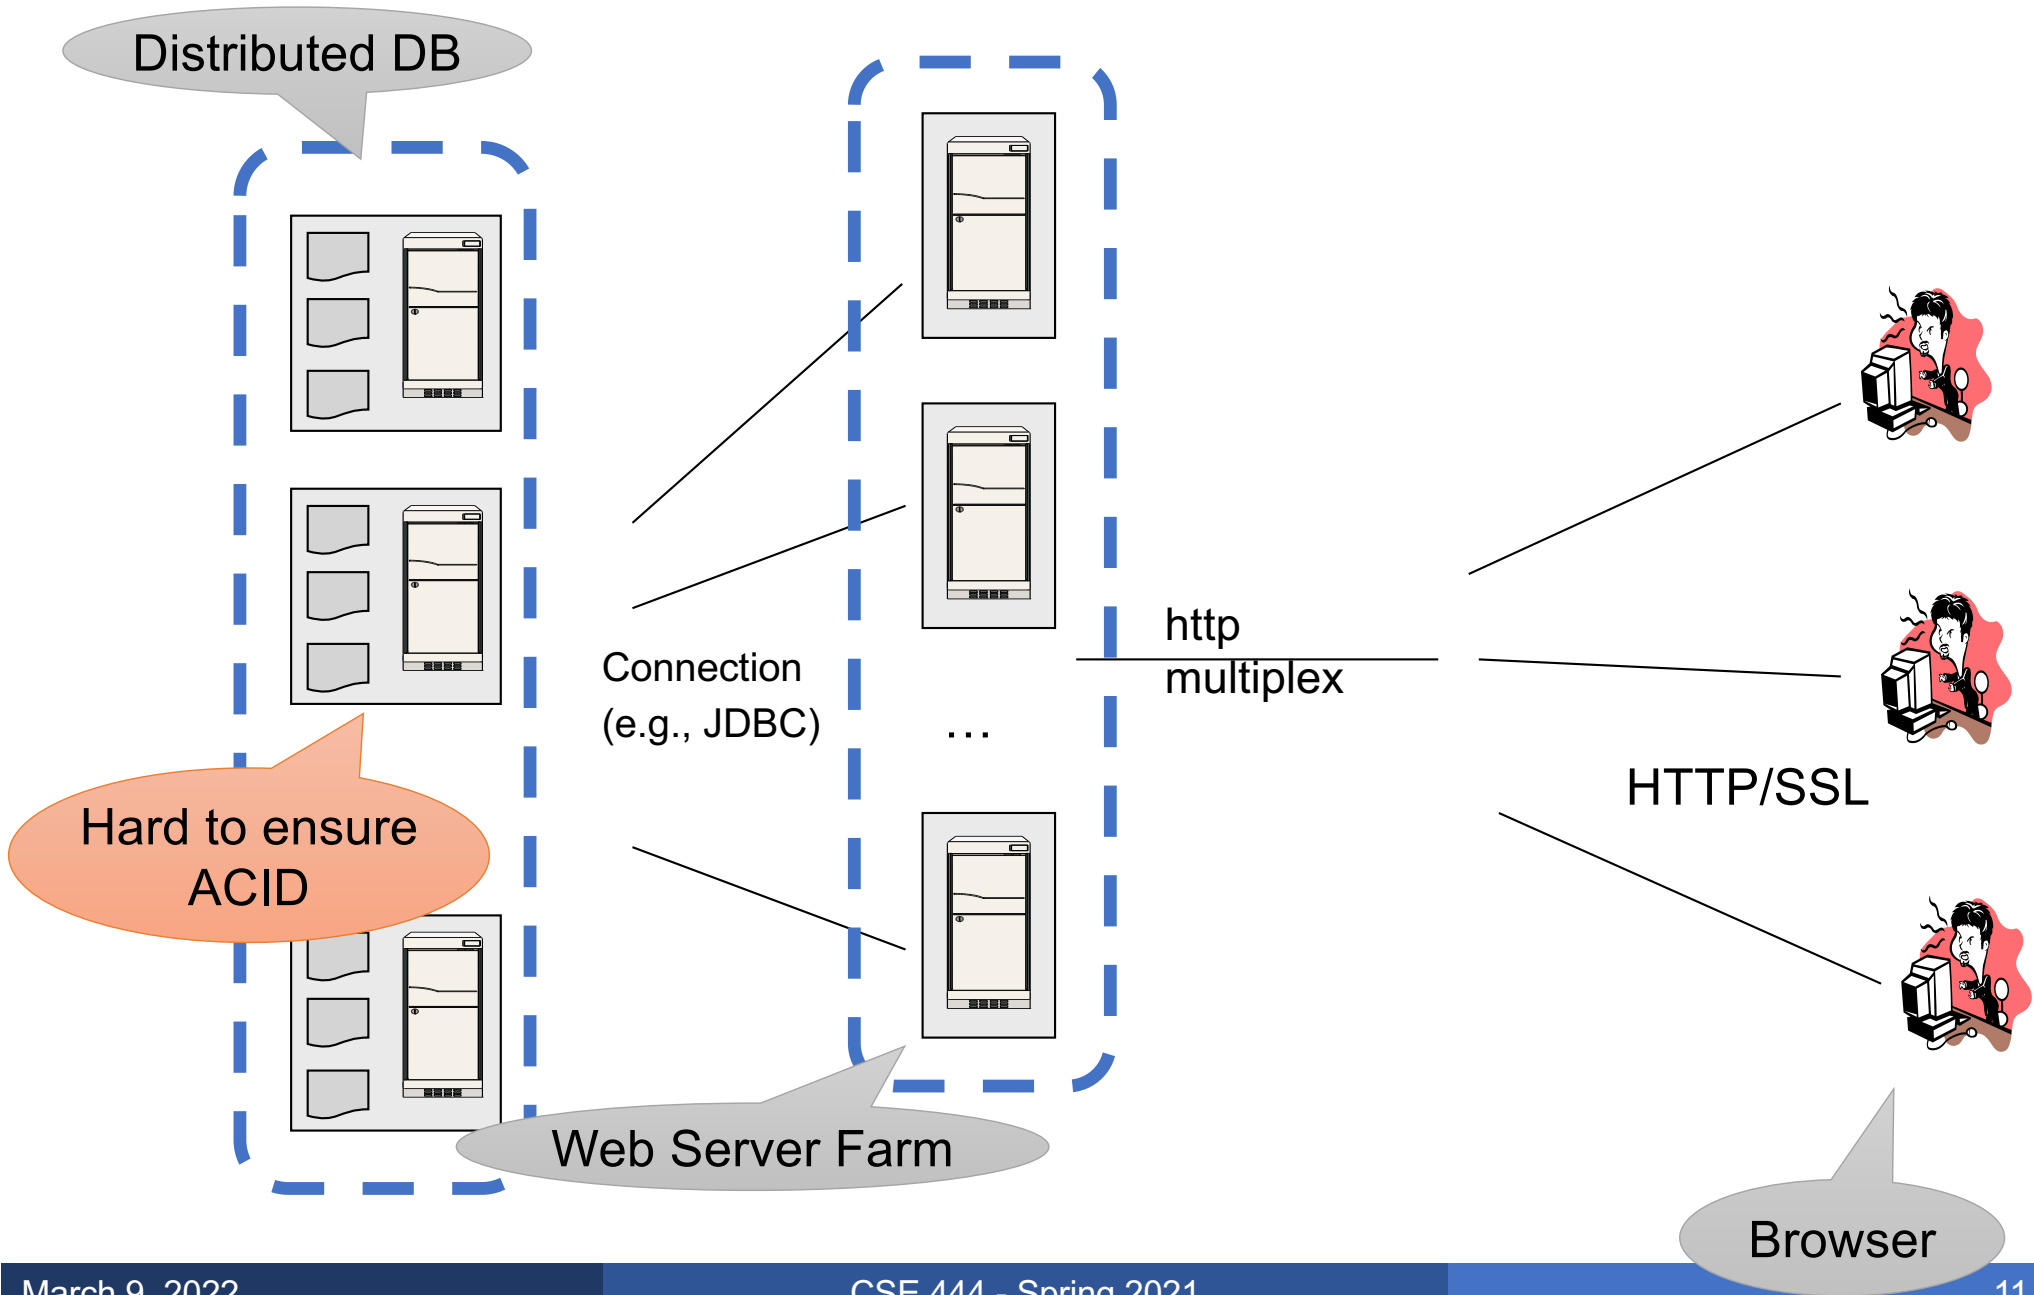 Distributed DB
Connection
(e.g., JDBC)
…
http
multiplex
HTTP/SSL
Hard to ensure
ACID
Web Server Farm
Browser
March 9, 2022
CSE 444 - Spring 2021
11